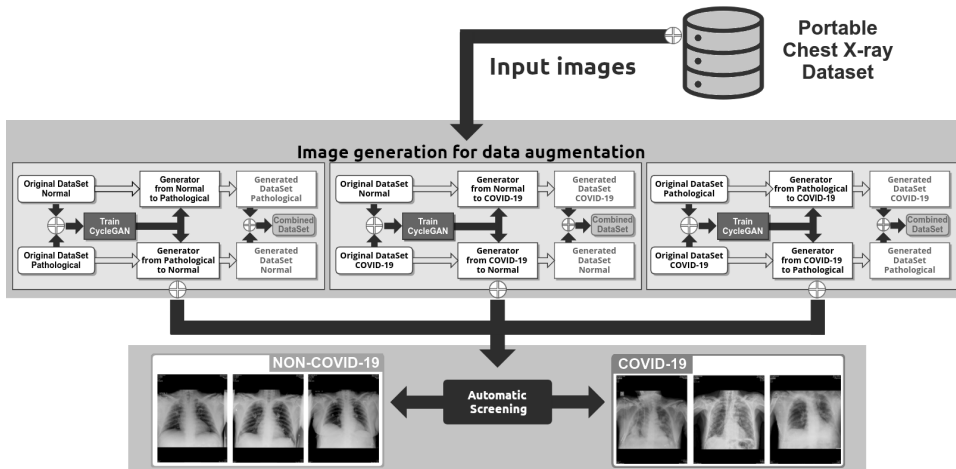 Portable
Chest X-ray
Dataset
Input images
Image generation for data augmentation
Original DataSet
Normal
Generator
from Normal
to Pathological
Generated
DataSet
Pathological
Train
CycleGAN
Combined
DataSet
Original DataSet
Pathological
Generator
from Pathological
to Normal
Generated
DataSet
Normal
Original DataSet
Normal
Generator
from Normal
to COVID-19
Generated
DataSet
COVID-19
Train
CycleGAN
Combined
DataSet
Original DataSet
COVID-19
Generator
from COVID-19
to Normal
Generated
DataSet
Normal
Original DataSet
Pathological
Generator
from Pathological
to COVID-19
Generated
DataSet
COVID-19
Train
CycleGAN
Combined
DataSet
Original DataSet
COVID-19
Generator
from COVID-19
to Pathological
Generated
DataSet
Pathological
NON-COVID-19
Automatic
Screening
COVID-19